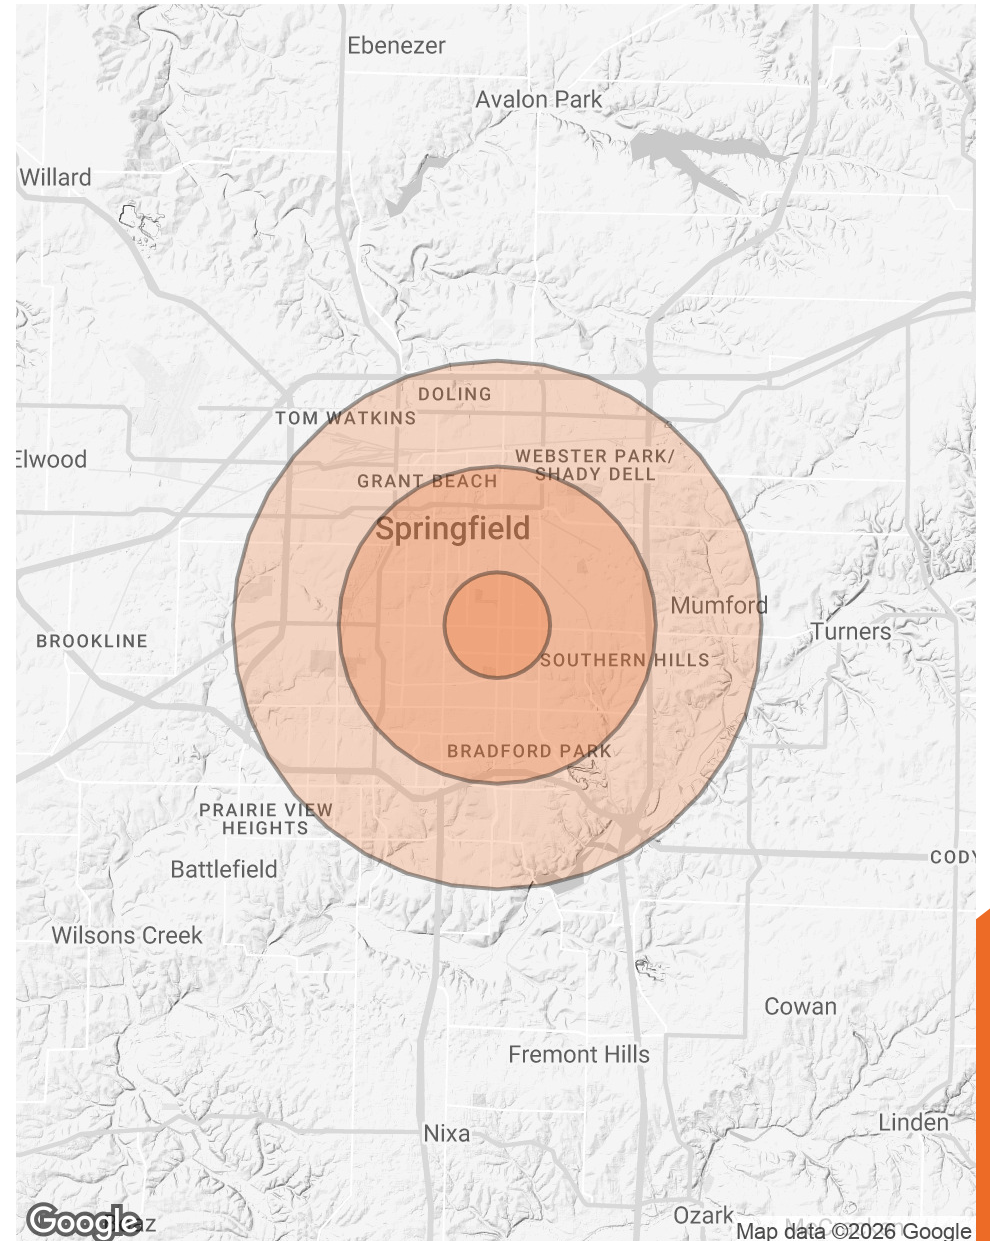 Ebenezer
Avalon Park
Willard
DOLING
TOM WATKINS
Elwood
WEBSTER PARK/
SHADY DELL
GRANT BEACH
Springfield
Mumford
Turners
BROOKLINE
SOUTHERN HILLS
BRADFORD PARK
PRAIRIE VIEW
HEIGHTS
CODY
Battlefield
Wilsons Creek
Cowan
Fremont Hills
Linden
Nixa
Ozark
Google
Map data ©2026 Google